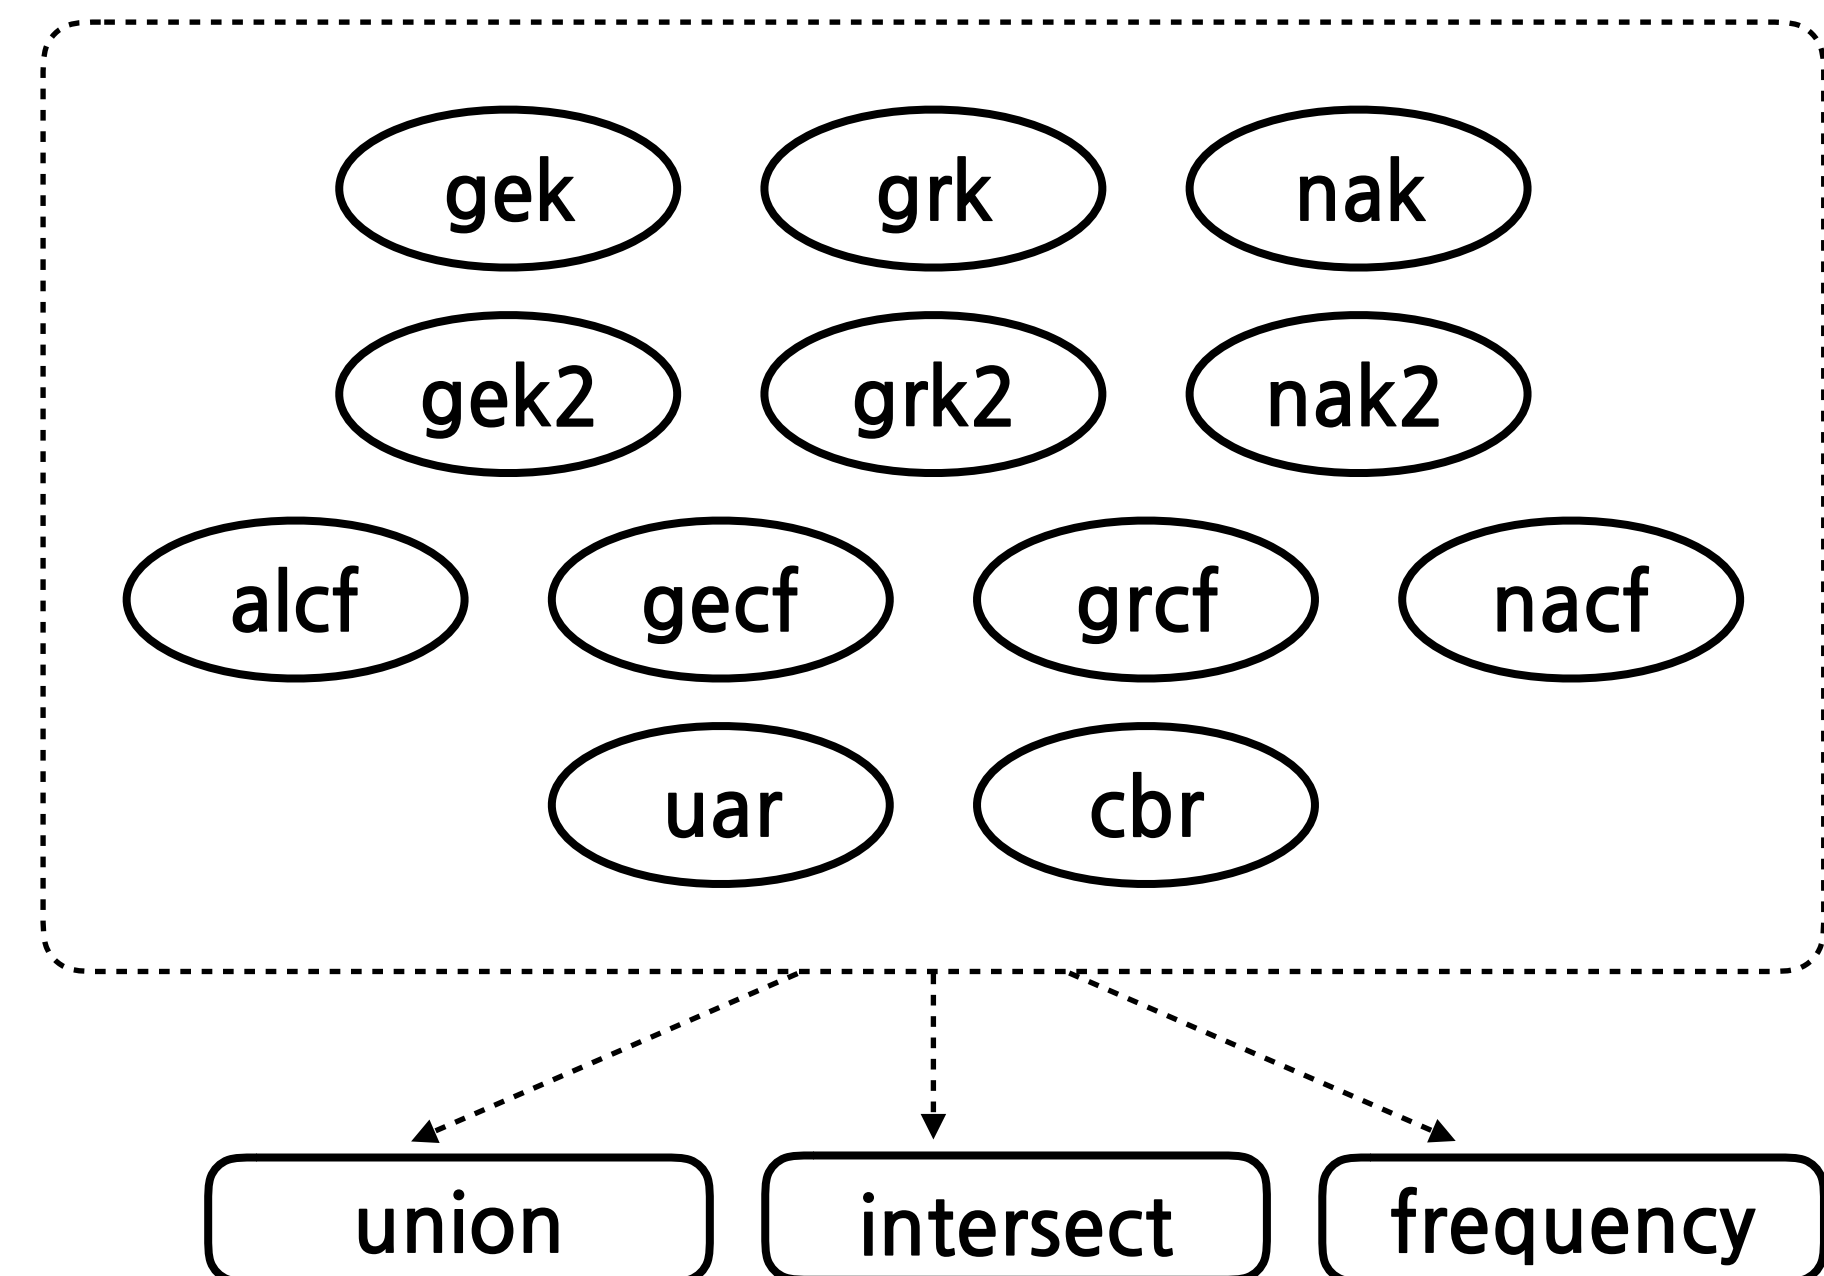 gek grk nak
gek2 grk2 nak2
alcf gecf grcf nacf
uar cbr
union intersect frequency